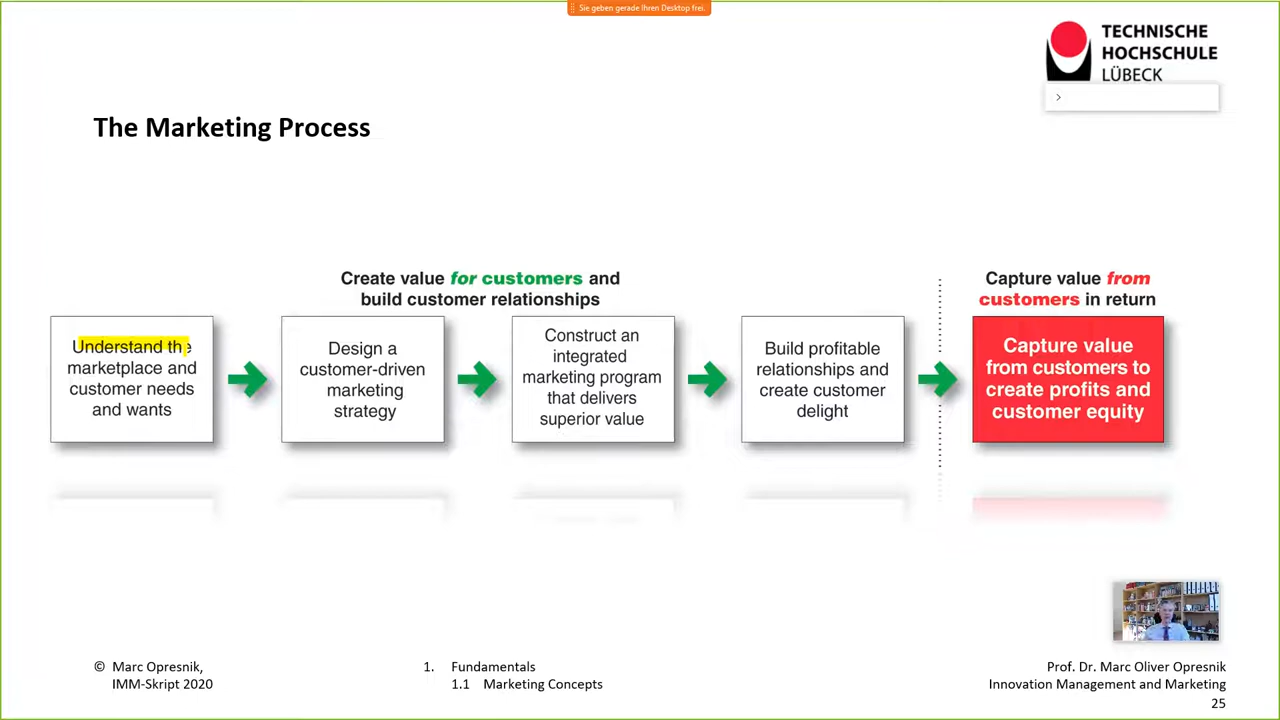 Sie geben gerade Ihren Desktop frei.
TECHNISCHE
HOCHSCHULE
LÜBECK
The Marketing Process
Create value for customers and
build customer relationships
Capture value from
customers in return
Understand the
marketplace and
customer needs
and wants
Design a
customer-driven
marketing
strategy
Construct an
integrated
marketing program
that delivers
superior value
Build profitable
relationships and
create customer
delight
Capture value
from customers to
create profits and
customer equity
© Marc Opresnik,
IMM-Skript 2020
1. Fundamentals
1.1 Marketing Concepts
Prof. Dr. Marc Oliver Opresnik
Innovation Management and Marketing
25